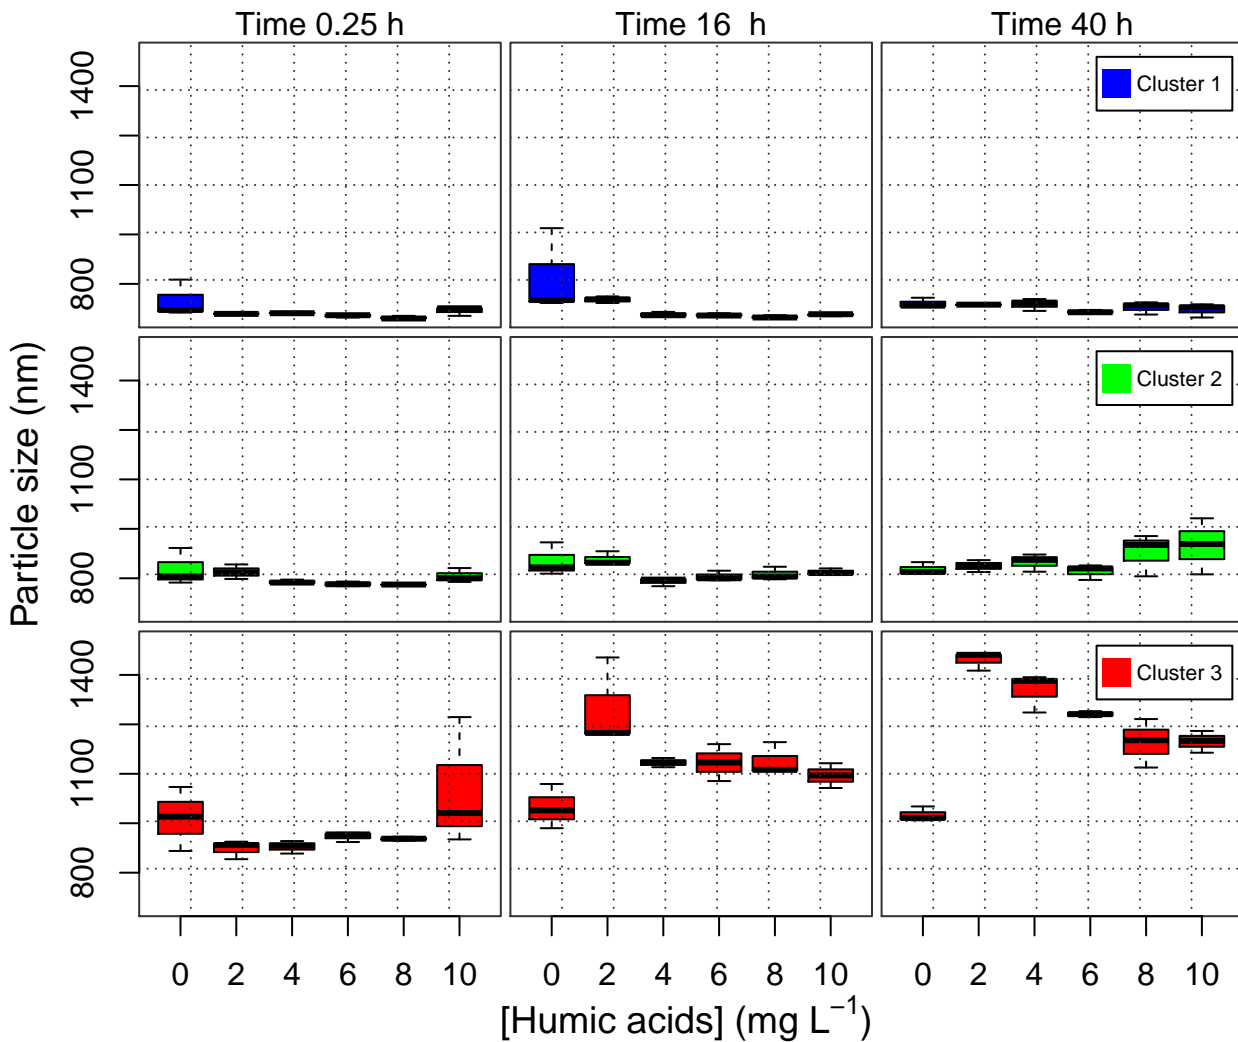 Time 0.25 h
Time 16 h
Time 40 h
1400
1100
800
Cluster 1
1400
1100
800
Cluster 2
1400
1100
800
Cluster 3
Particle size (nm)
0 2 4 6 8 10
0 2 4 6 8 10
0 2 4 6 8 10
[Humic acids] (mg L⁻¹)